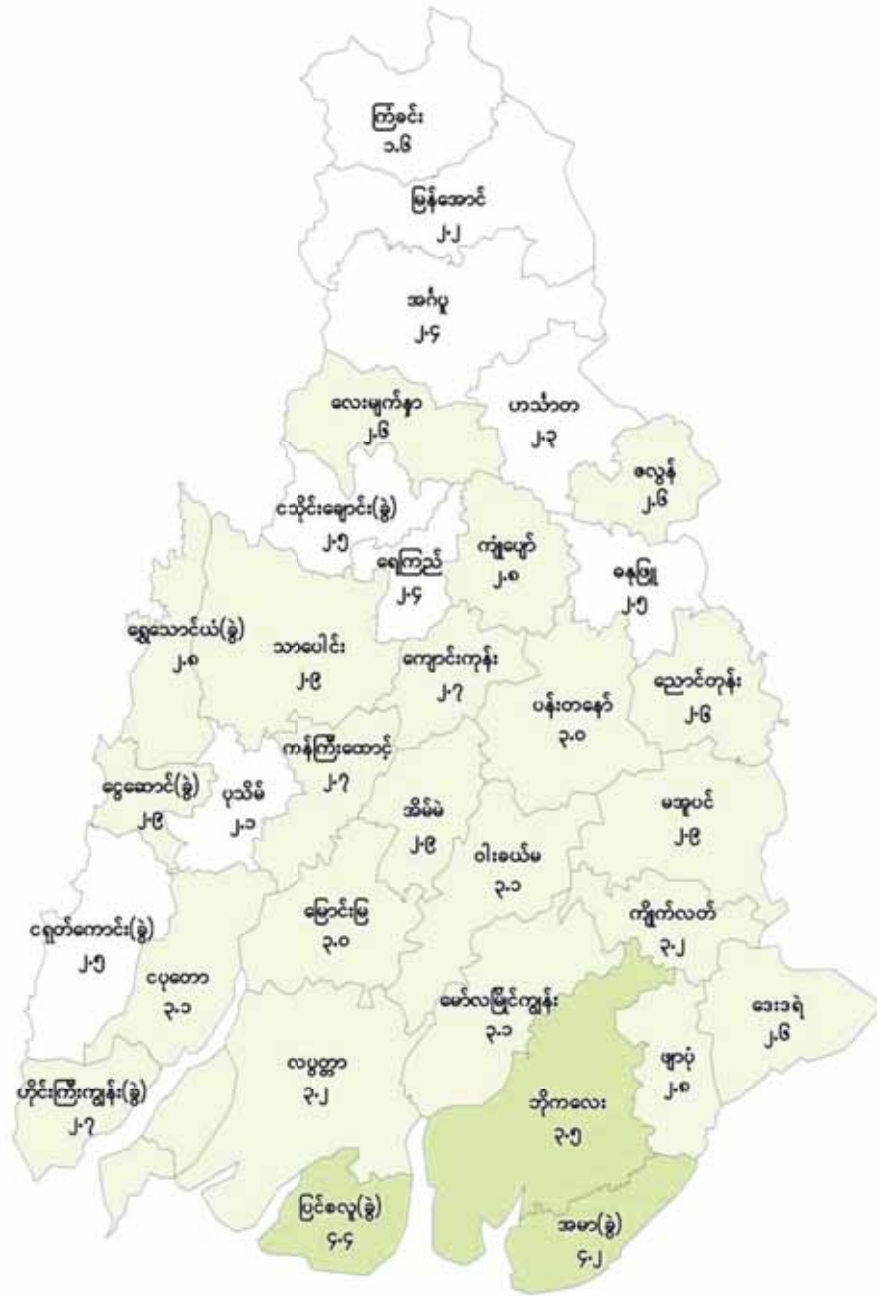 ကြံခင်း
၁.၆
မြန်အောင်
၂.၂
အင်္ဂပူ
၂.၄
လေးမျက်နှာ
၂.၆
ဟင်္သာတ
၂.၃
ဇလွန်
၂.၆
ငသိုင်းချောင်း(ခွဲ)
၂.၅
ရေကြည်
၂.၄
ကျုံပျော်
၂.၈
ဓနုဖြူ
၂.၅
ရွှေသောင်ယံ(ခွဲ)
၂.၈
သာပေါင်း
၂.၉
ကျောင်းကုန်း
၂.၇
ပန်းတနော်
၃.၀
ညောင်တုန်း
၂.၆
ငွေဆောင်(ခွဲ)
၂.၉
ပုသိမ်
၂.၁
ကန်ကြီးထောင့်
၂.၇
အိမ်မဲ
၂.၉
ဝါးခယ်မ
၃.၁
မအူပင်
၂.၉
ငရုတ်ကောင်း(ခွဲ)
၂.၅
ငပုတော
၃.၁
မြောင်းမြ
၃.၀
ကျိုက်လတ်
၃.၂
မော်လမြိုင်ကျွန်း
၃.၁
ဒေးဒရဲ
၂.၆
ဟိုင်းကြီးကျွန်း(ခွဲ)
၂.၇
လပွတ္တာ
၃.၂
ဘိုကလေး
၃.၅
ဖျာပုံ
၂.၈
ပြင်စလူ(ခွဲ)
၄.၄
အမာ(ခွဲ)
၄.၂